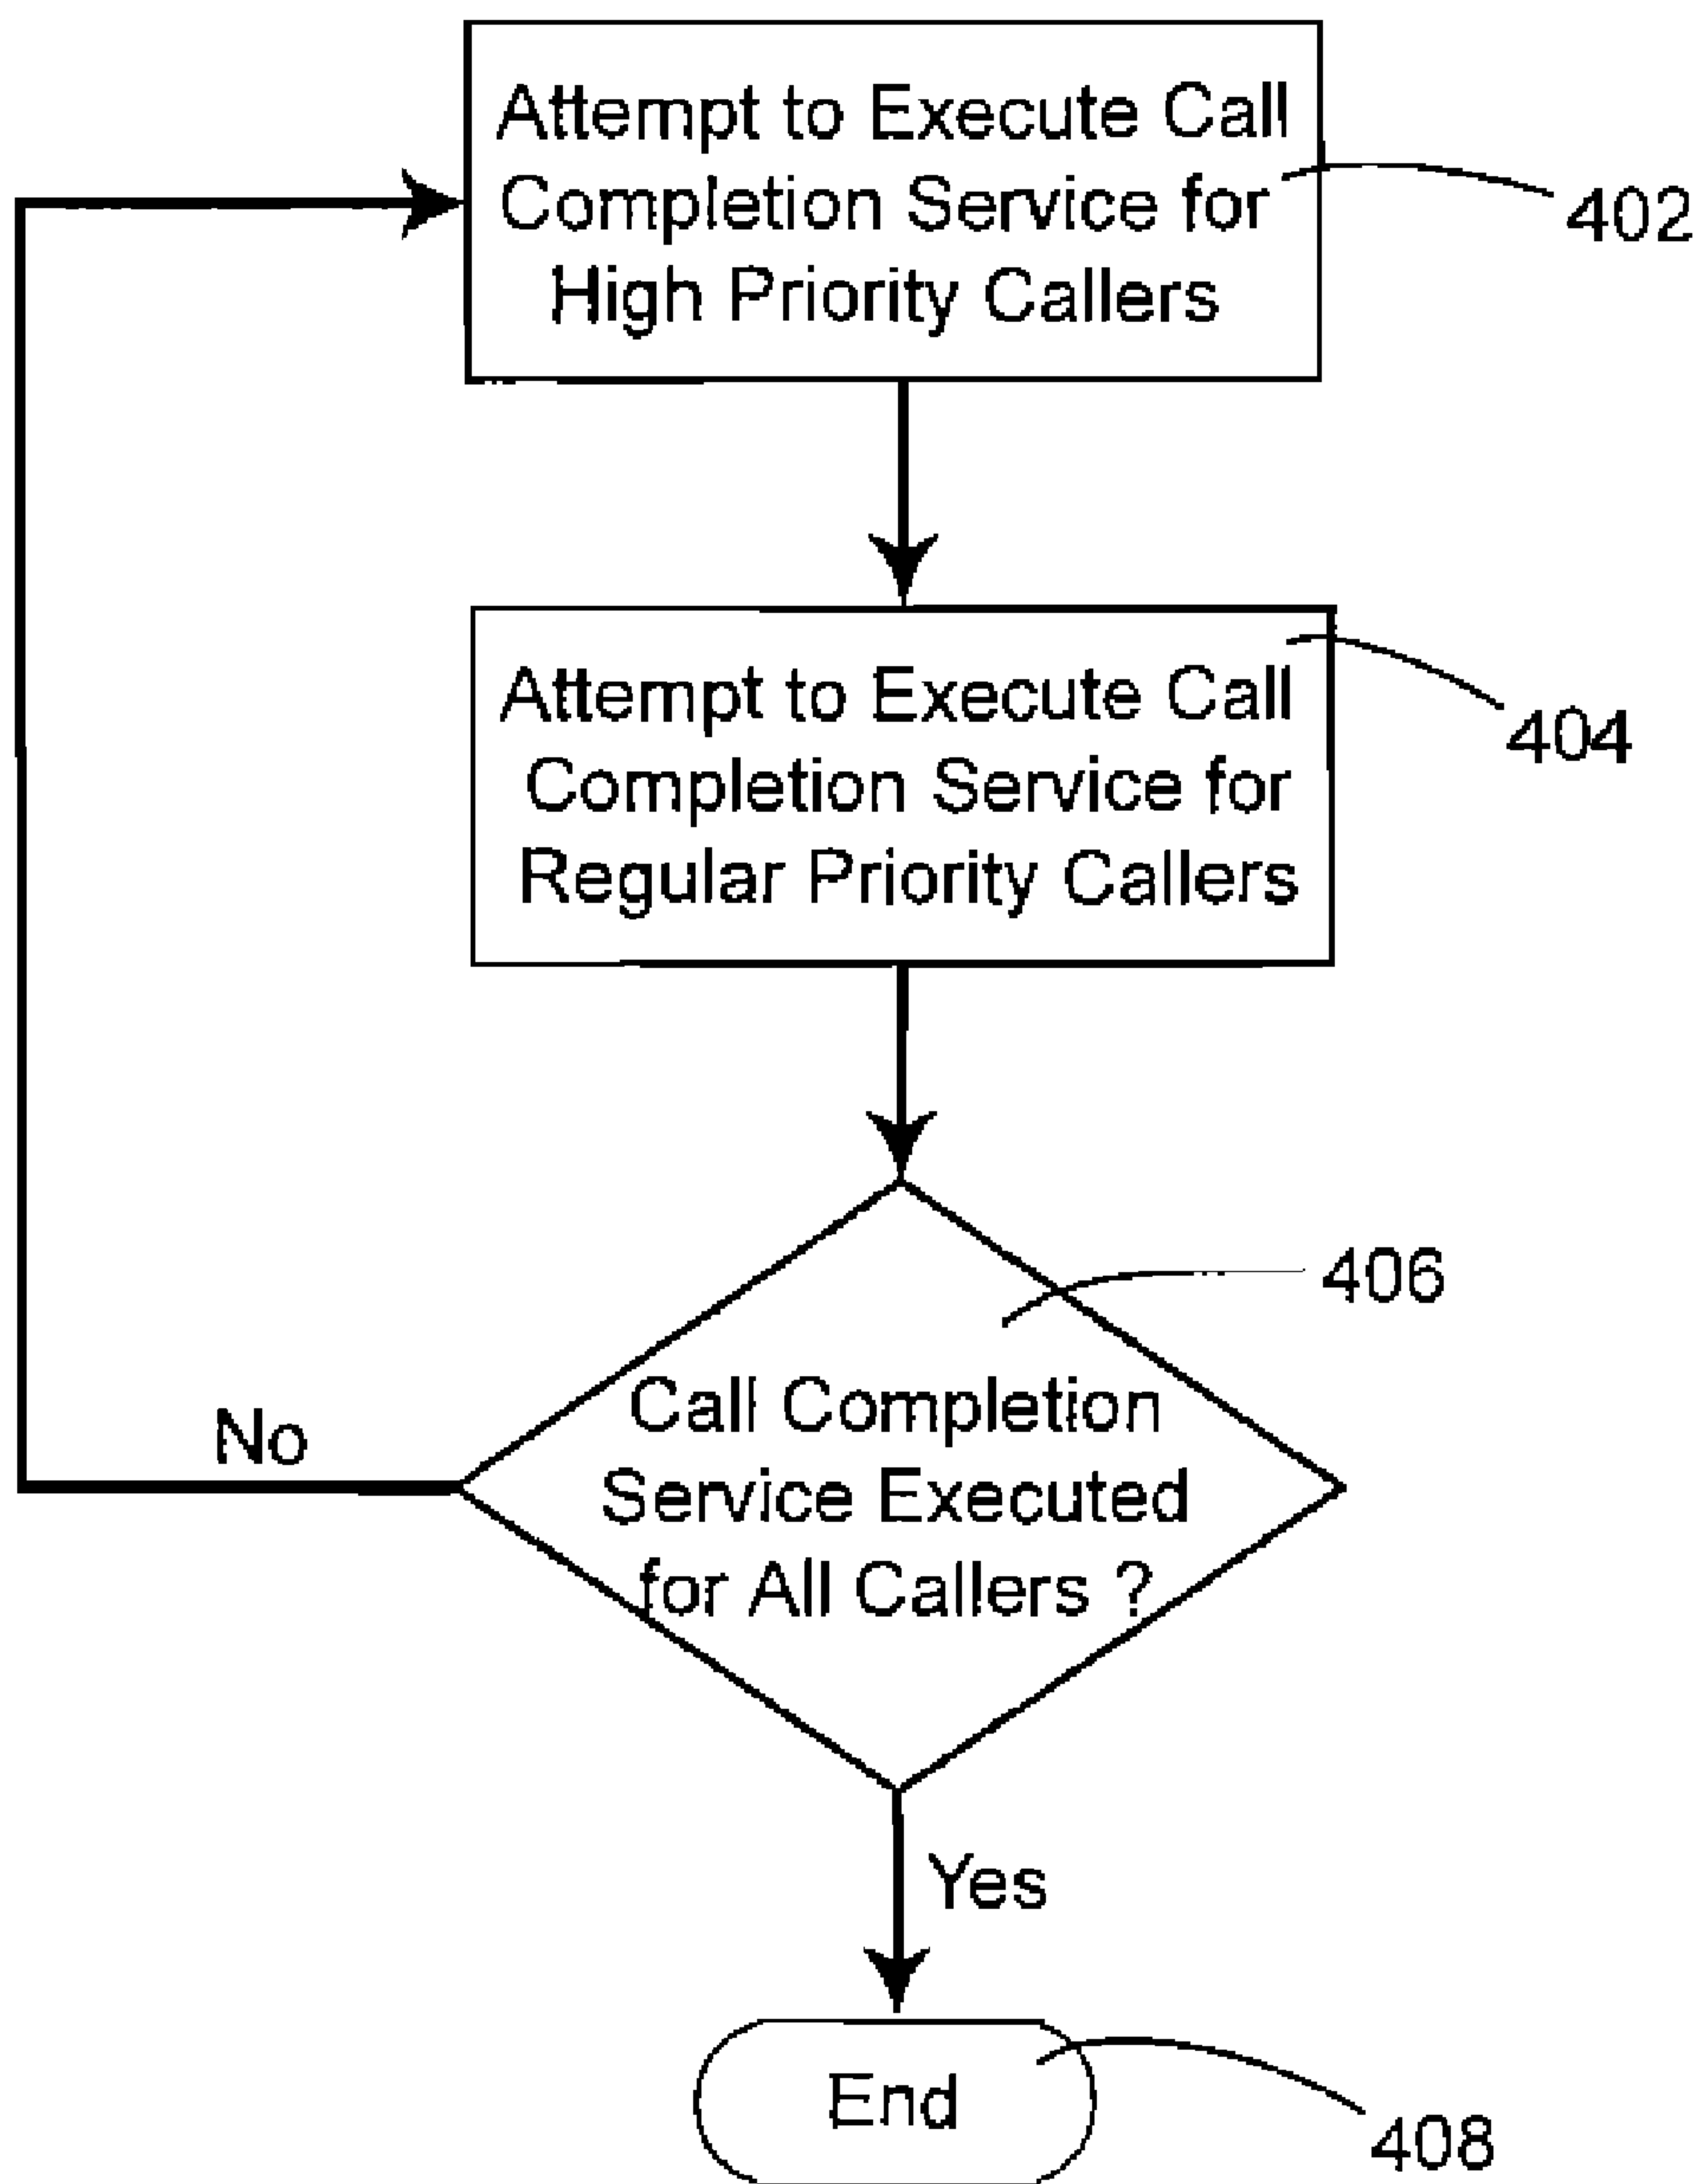 Attempt to Execute Call
Completion Service for
High Priority Callers
402
Attempt to Execute Call
Completion Service for
Regular Priority Callers
404
406
Call Completion
Service Executed
for All Callers ?
No
Yes
End
408